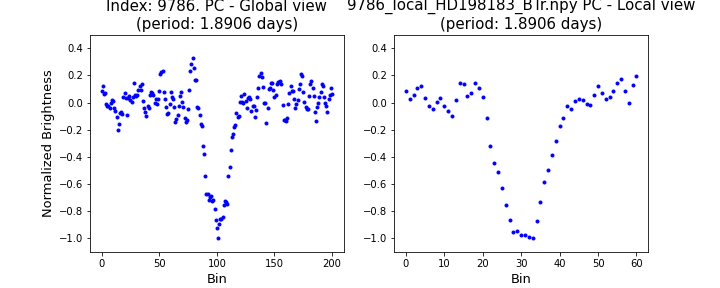 Index: 9786. PC - Global view
(period: 1.8906 days)
9786_local_HD198183_BTr.npy PC - Local view
(period: 1.8906 days)
Normalized Brightness
0.4
0.2
0.0
−0.2
−0.4
−0.6
−0.8
−1.0
0 50 100 150 200
Bin
0.4
0.2
0.0
−0.2
−0.4
−0.6
−0.8
−1.0
0 10 20 30 40 50 60
Bin